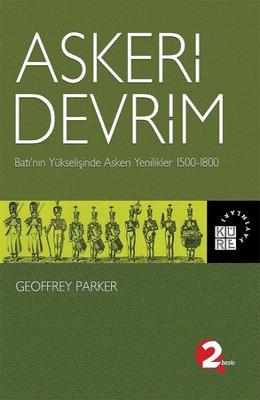 ASKERİ
DEVRİM
Batı'nın Yükselişinde Askeri Yenilikler 1500-1800
KÜRE
YAYINLARI
GEOFFREY PARKER
2.
baskı